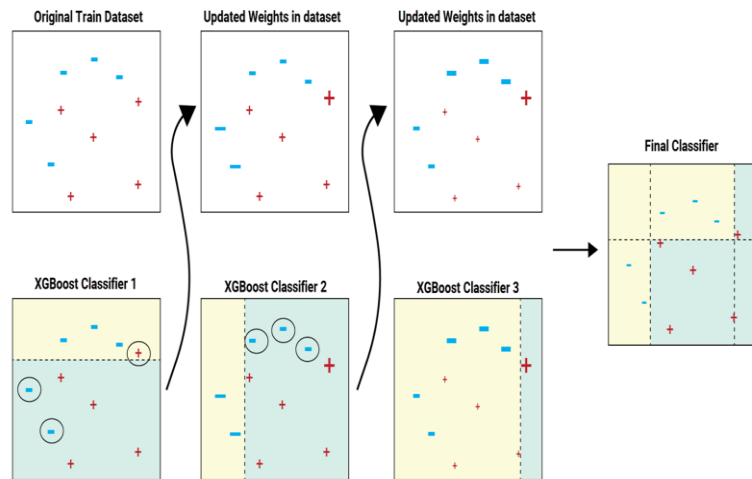 Original Train Dataset
Updated Weights in dataset
Updated Weights in dataset
Final Classifier
XGBoost Classifier 1
XGBoost Classifier 2
XGBoost Classifier 3